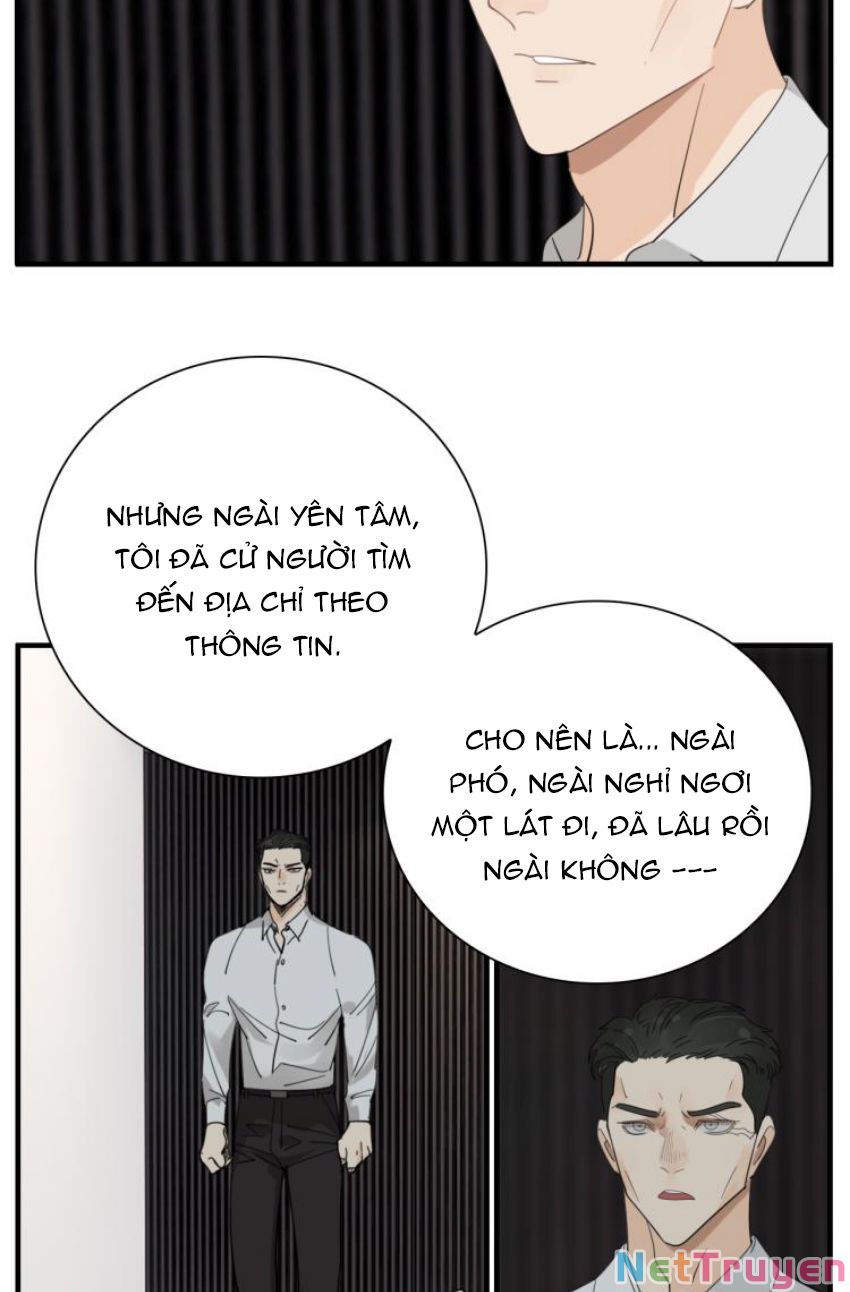 NHƯNG NGÀI YÊN TÂM,
TÔI ĐÃ CỬ NGƯỜI TÌM
ĐẾN ĐỊA CHỈ THEO
THÔNG TIN.
CHO NÊN LÀ... NGÀI
PHÓ, NGÀI NGHỈ NGƠI
MỘT LÁT ĐI, ĐÃ LÂU RỒI
NGÀI KHÔNG ---
NetTruyen